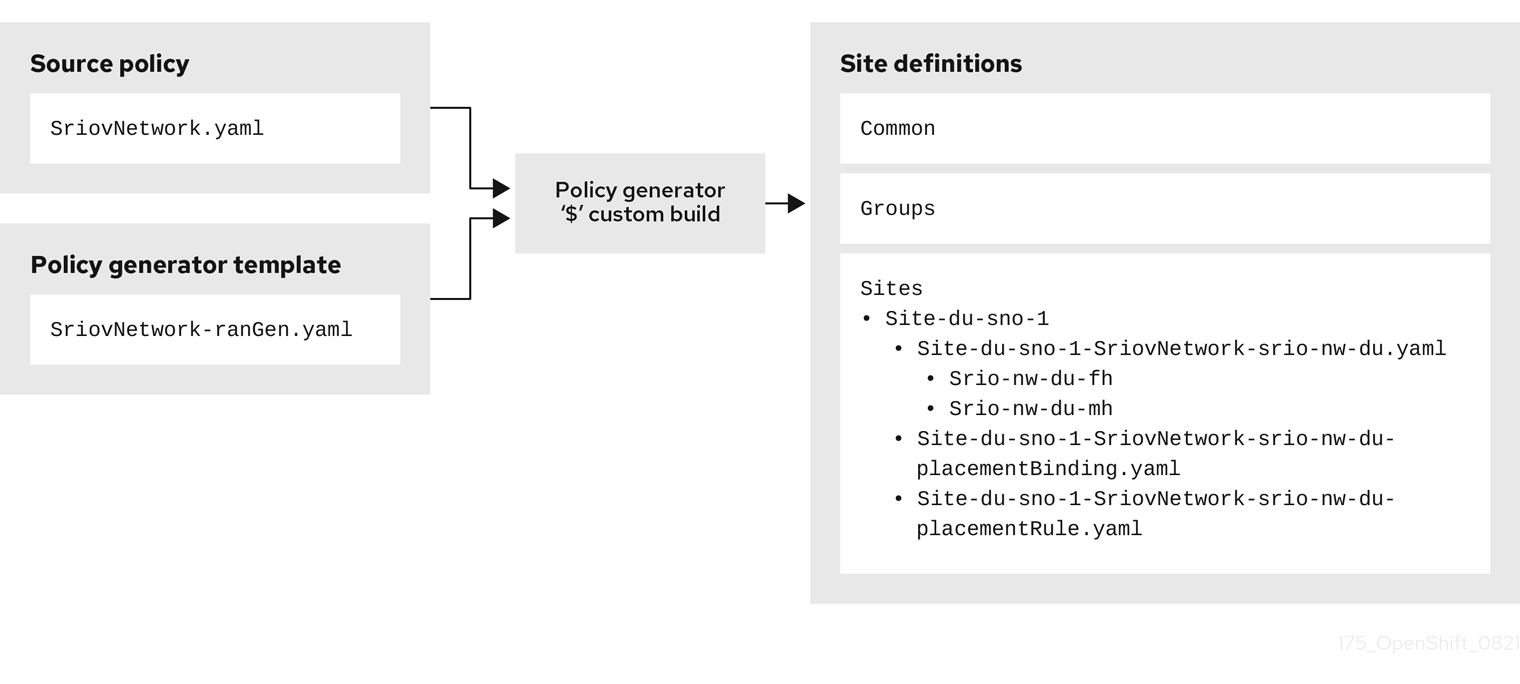 Source policy
SriovNetwork.yaml
Policy generator template
SriovNetwork-ranGen.yaml
Policy generator
‘$’ custom build
Site definitions
Common
Groups
Sites
• Site-du-sno-1
• Site-du-sno-1-SriovNetwork-srio-nw-du.yaml
• Srio-nw-du-fh
• Srio-nw-du-mh
• Site-du-sno-1-SriovNetwork-srio-nw-du-
placementBinding.yaml
• Site-du-sno-1-SriovNetwork-srio-nw-du-
placementRule.yaml
175_OpenShift_0821